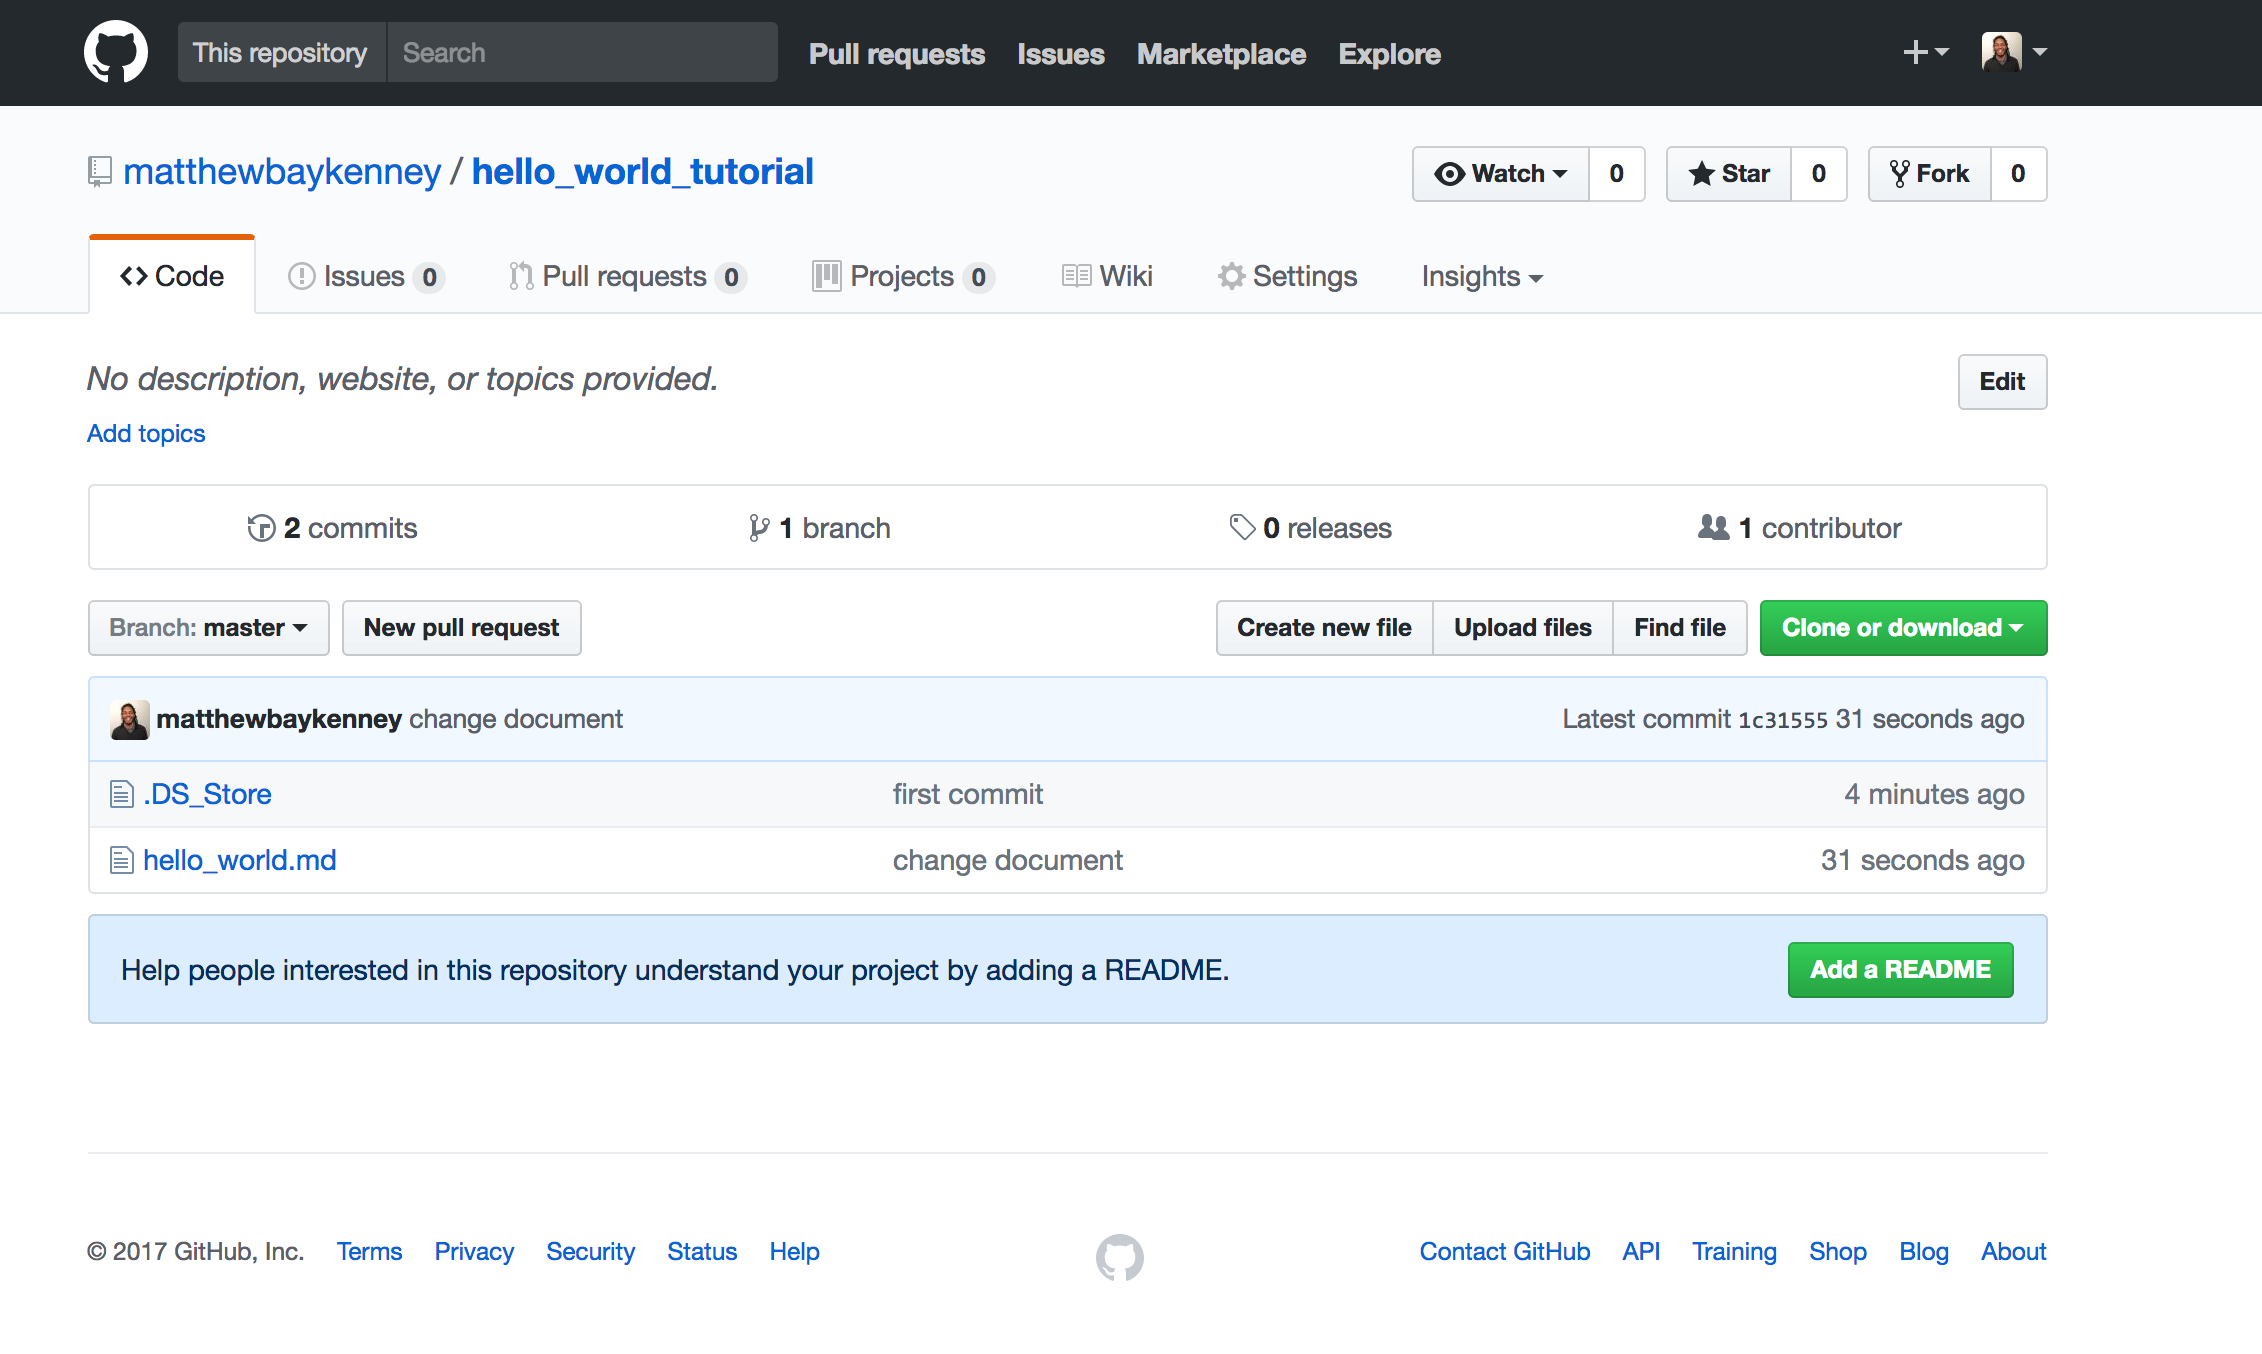 This repository Search Pull requests Issues Marketplace Explore
matthewbaykenney / hello_world_tutorial Watch 0 Star 0 Fork 0
Code Issues 0 Pull requests 0 Projects 0 Wiki Settings Insights
No description, website, or topics provided. Edit
Add topics
2 commits 1 branch 0 releases 1 contributor
Branch: master New pull request Create new file Upload files Find file Clone or download
matthewbaykenney change document Latest commit 1c31555 31 seconds ago
.DS_Store first commit 4 minutes ago
hello_world.md change document 31 seconds ago
Help people interested in this repository understand your project by adding a README. Add a README
© 2017 GitHub, Inc. Terms Privacy Security Status Help Contact GitHub API Training Shop Blog About